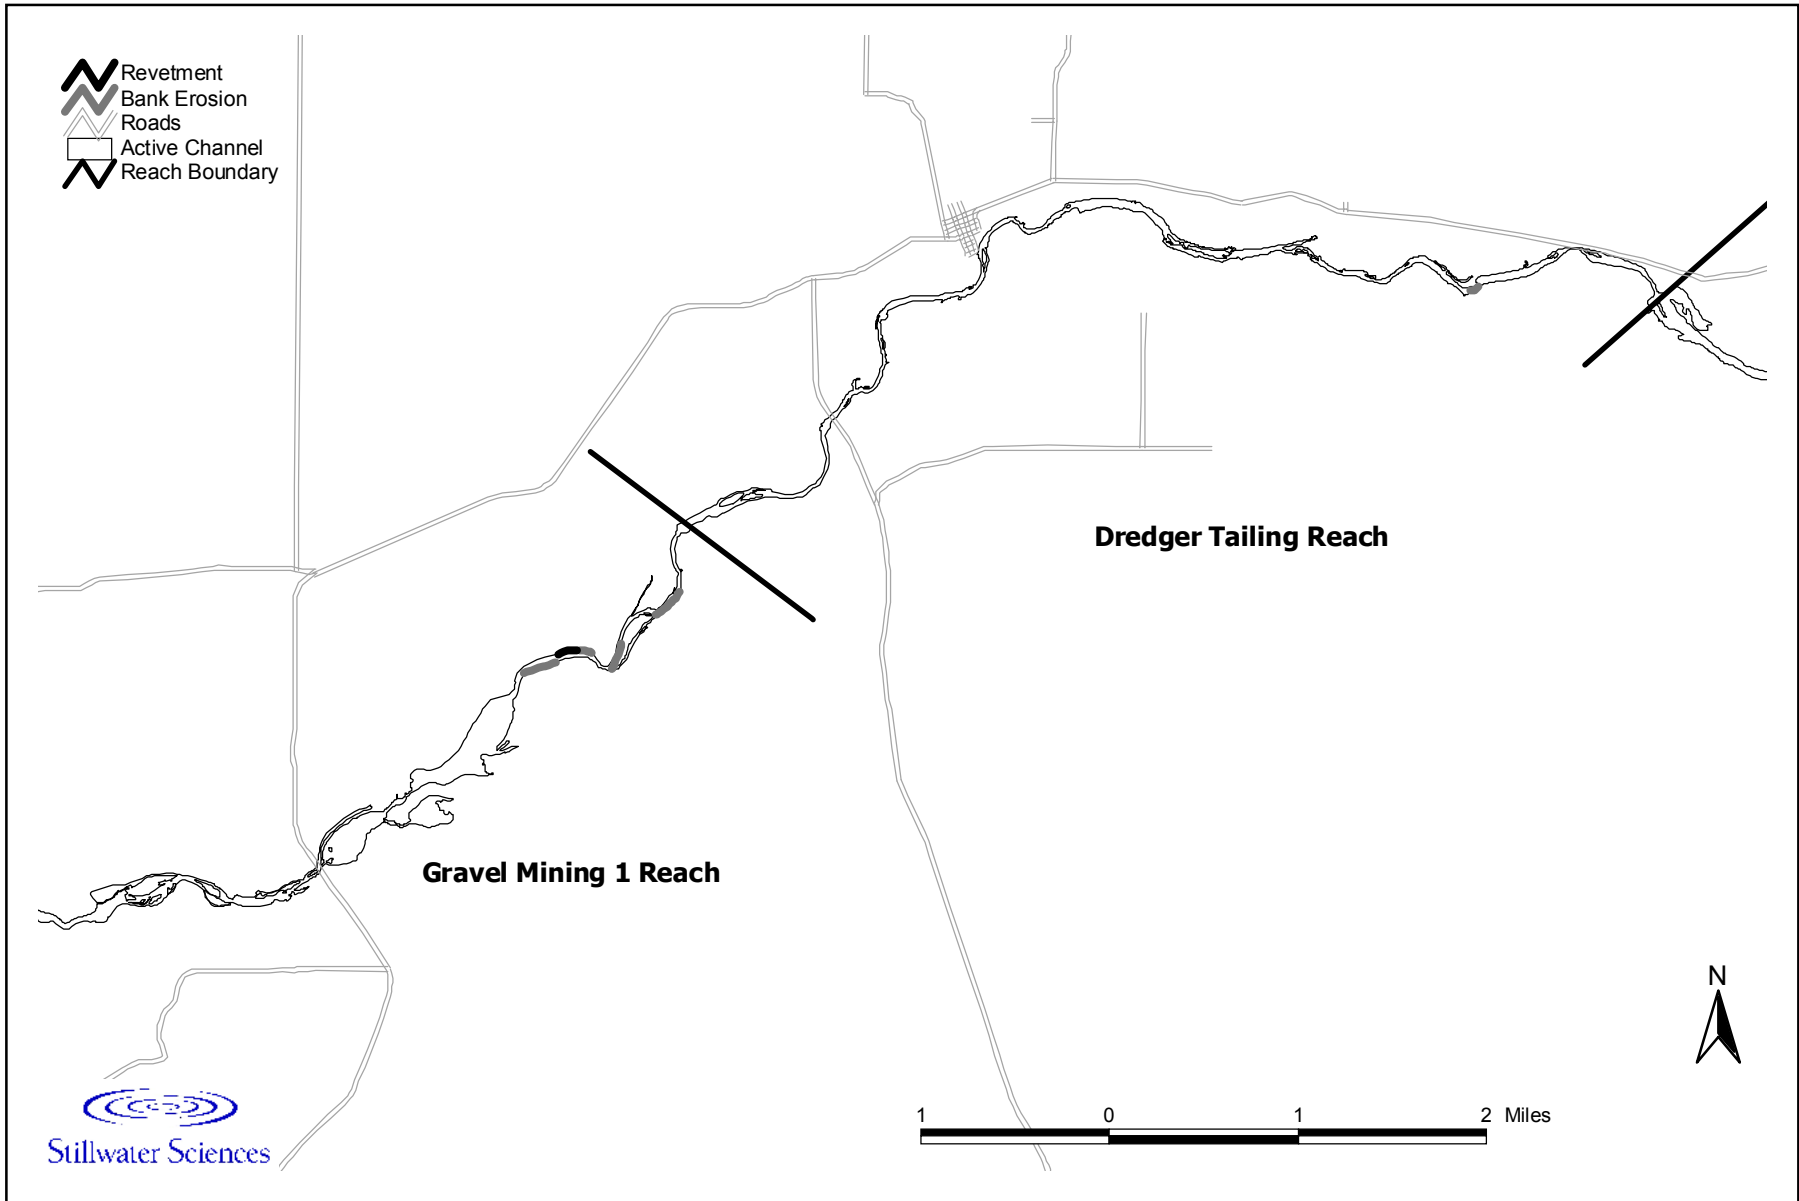 Revetment
Bank Erosion
Roads
Active Channel
Reach Boundary
Dredger Tailing Reach
Gravel Mining 1 Reach
N
1 0 1 2 Miles
Stillwater Sciences